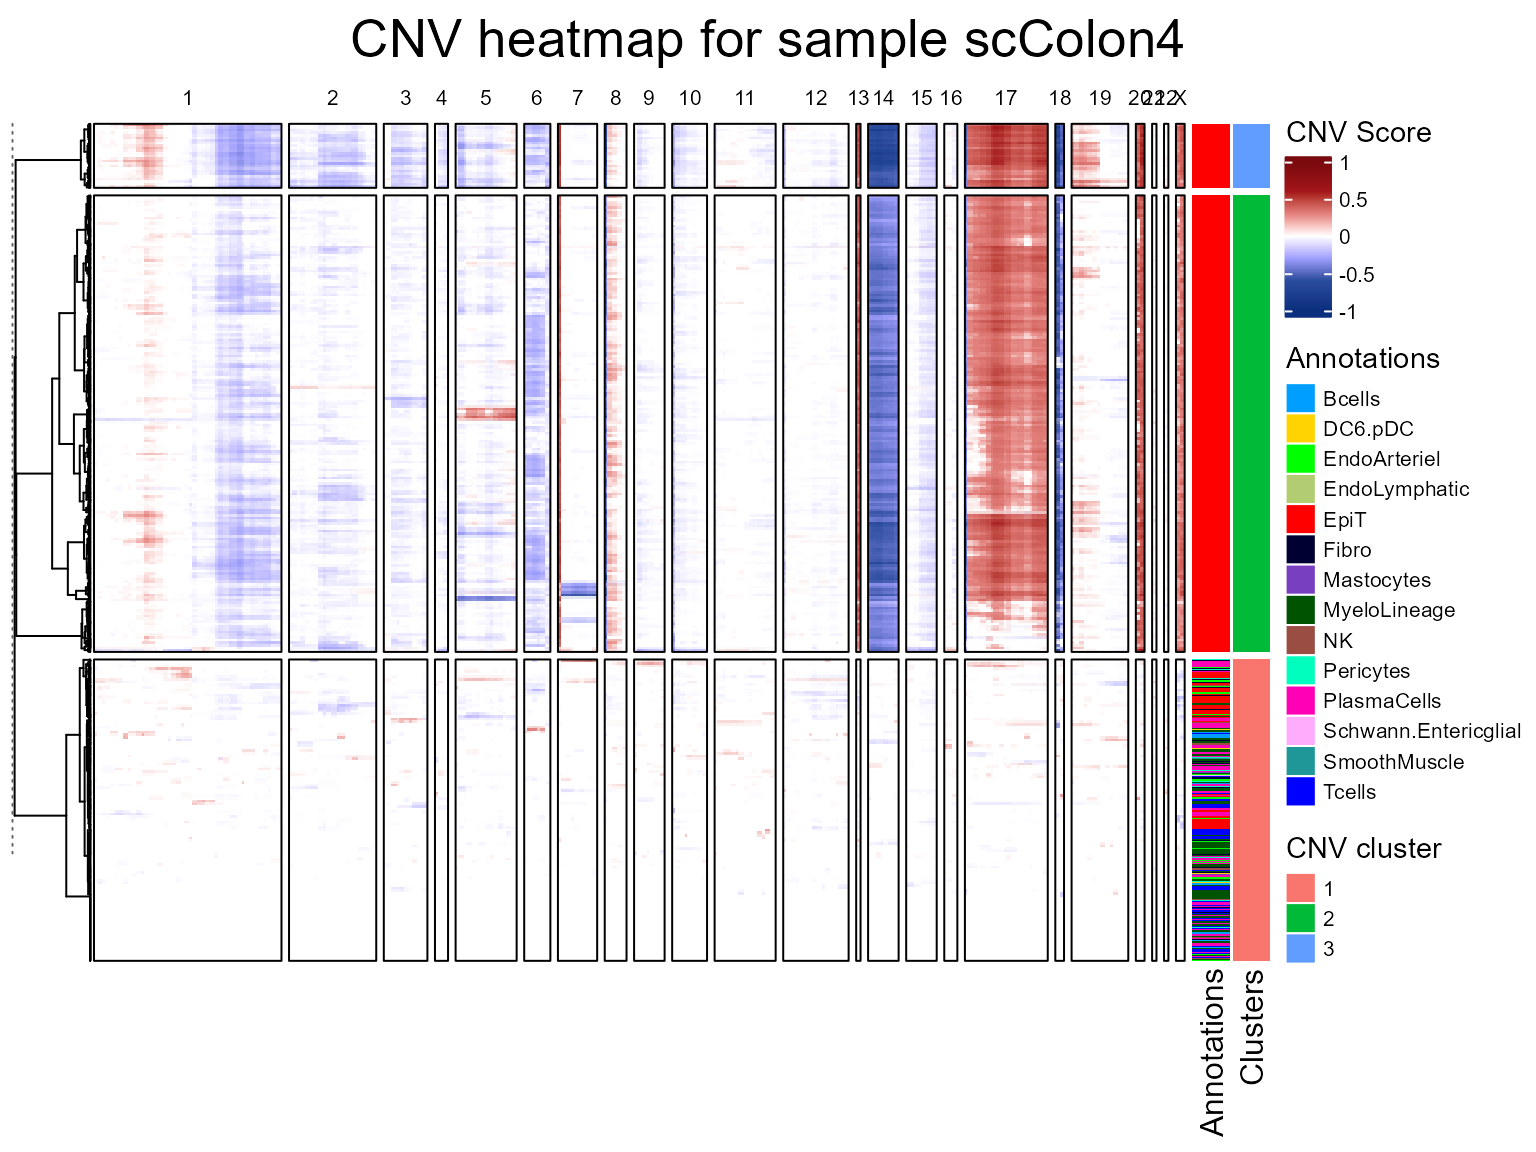 CNV heatmap for sample scColon4
1 2 3 4 5 6 7 8 9 10 11 12 13 14 15 16 17 18 19 20 21 22 X
CNV Score
1
0.5
0
-0.5
-1
Annotations
Bcells
DC6.pDC
EndoArteriel
EndoLymphatic
EpiT
Fibro
Mastocytes
MyeloLineage
NK
Pericytes
PlasmaCells
Schwann.Entericglial
SmoothMuscle
Tcells
CNV cluster
1
2
3
Annotations
Clusters